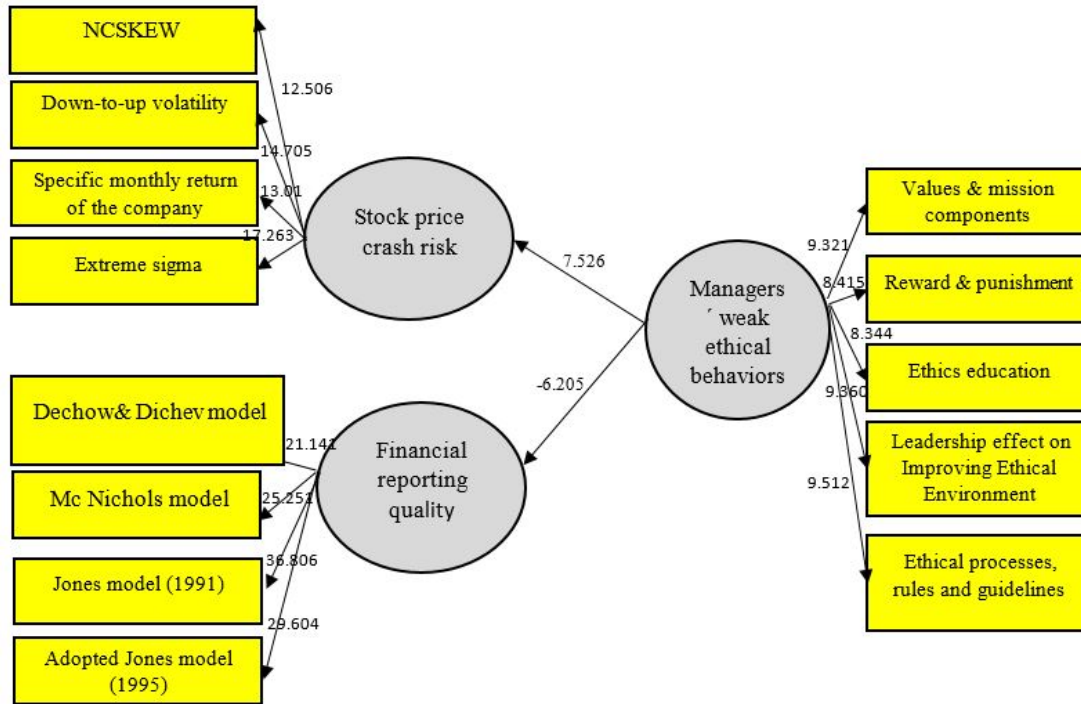 NCSKEW
12.506
Down-to-up volatility
14.705
Specific monthly return
of the company
13.01
17.263
Extreme sigma
Stock price
crash risk
7.526
Managers
´ weak
ethical
behaviors
-6.205
Values & mission
components
9.321
Reward & punishment
8.415
8.344
Ethics education
9.360
Leadership effect on
Improving Ethical
Environment
9.512
Ethical processes,
rules and guidelines
Dechow& Dichev model
21.141
Financial
reporting
quality
Mc Nichols model
25.251
36.806
Jones model (1991)
29.604
Adopted Jones model
(1995)